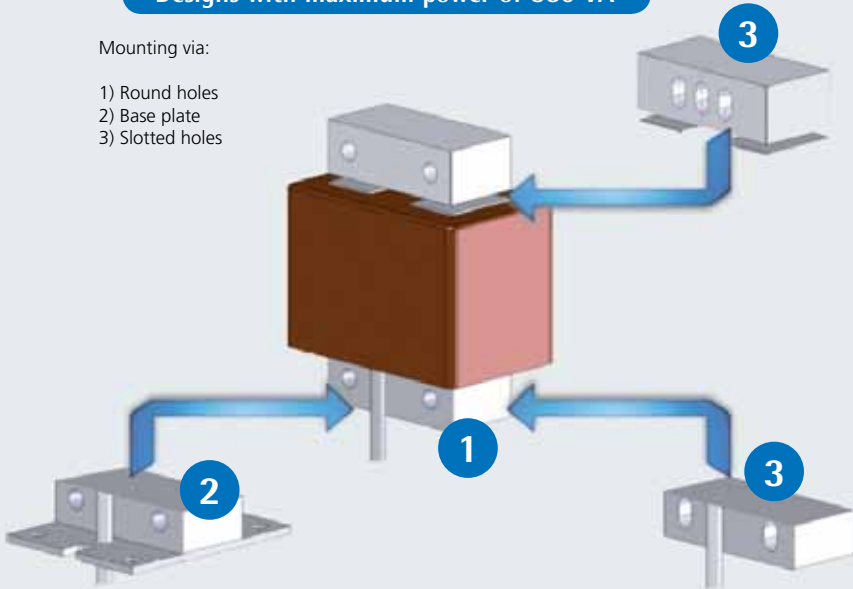 Mounting via:
1) Round holes
2) Base plate
3) Slotted holes
3
1
2
3